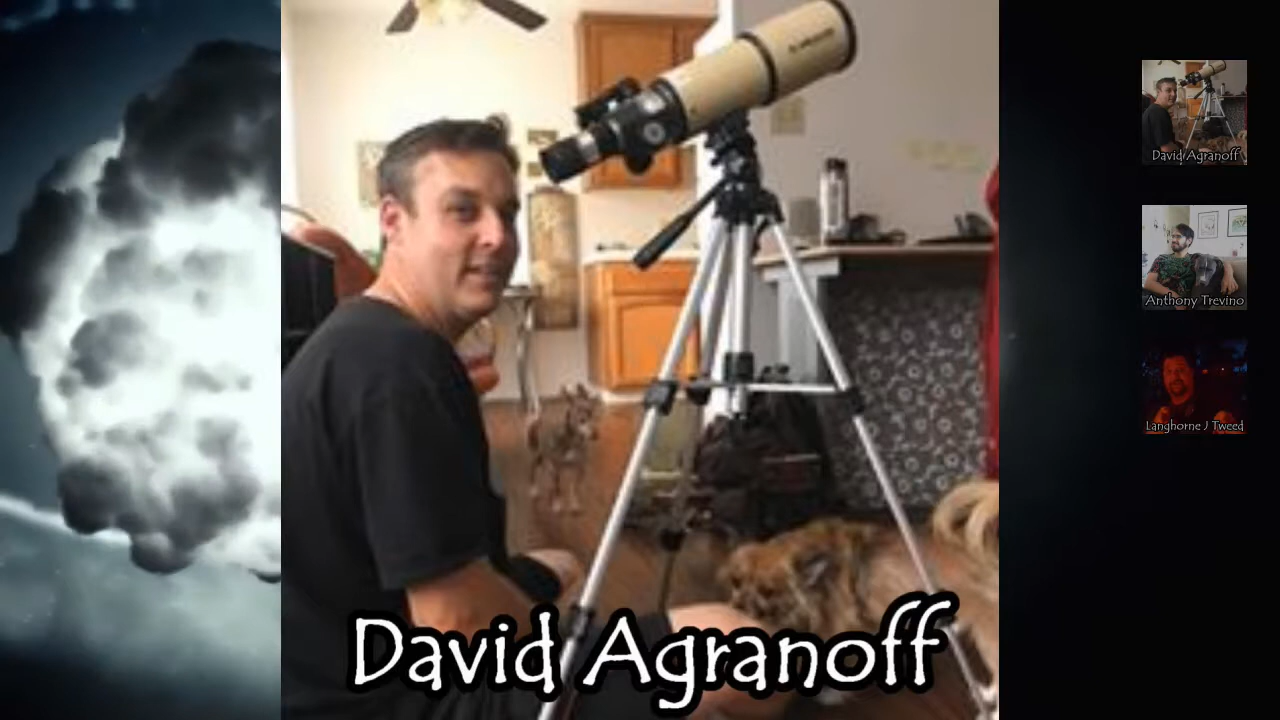 David Agranoff
David Agranoff
Anthony Trevino
Langhorne J Tweed